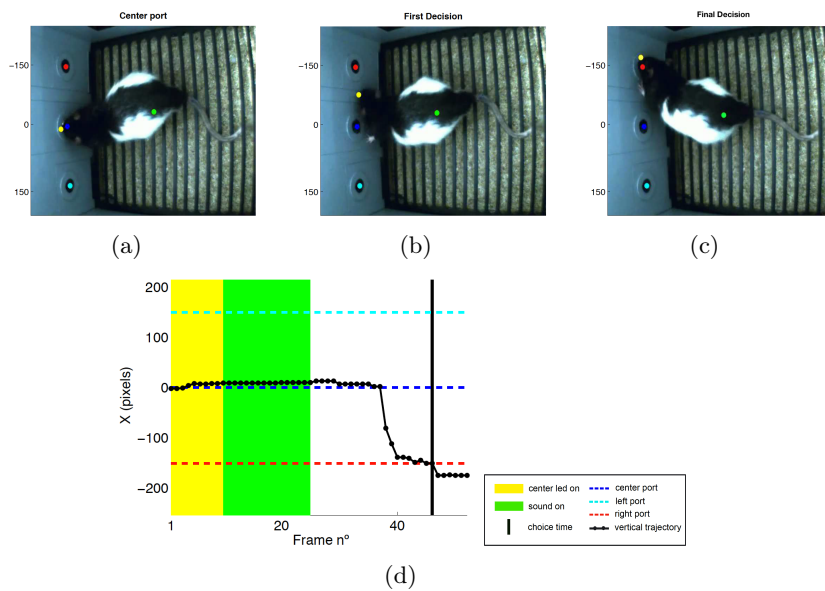 Center port
First Decision
Final Decision
−150
0
150
−150
0
150
−150
0
150
(a)
(b)
(c)
200
100
0
−100
−200
X (pixels)
1
20
40
Frame n°
center led on
sound on
choice time
center port
left port
right port
vertical trajectory
(d)